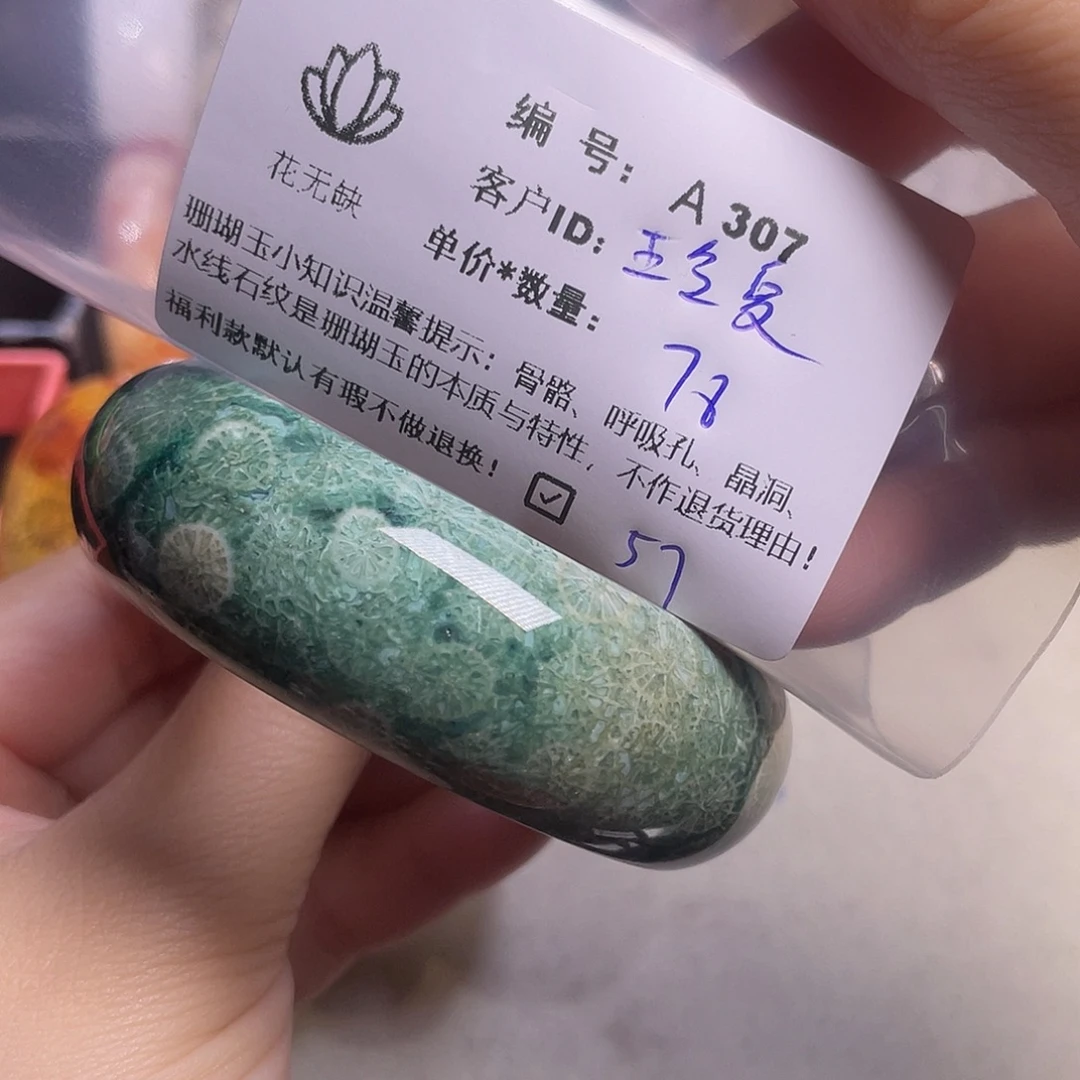 花无缺
编 号: A 307
客户ID: 王
单价*数量: 78
珊瑚玉小知识温馨提示: 骨骼、呼吸孔、晶洞、
水线石纹是珊瑚玉的本质与特性, 不作退货理由!
福利款默认有瑕不做退换! ☑
57